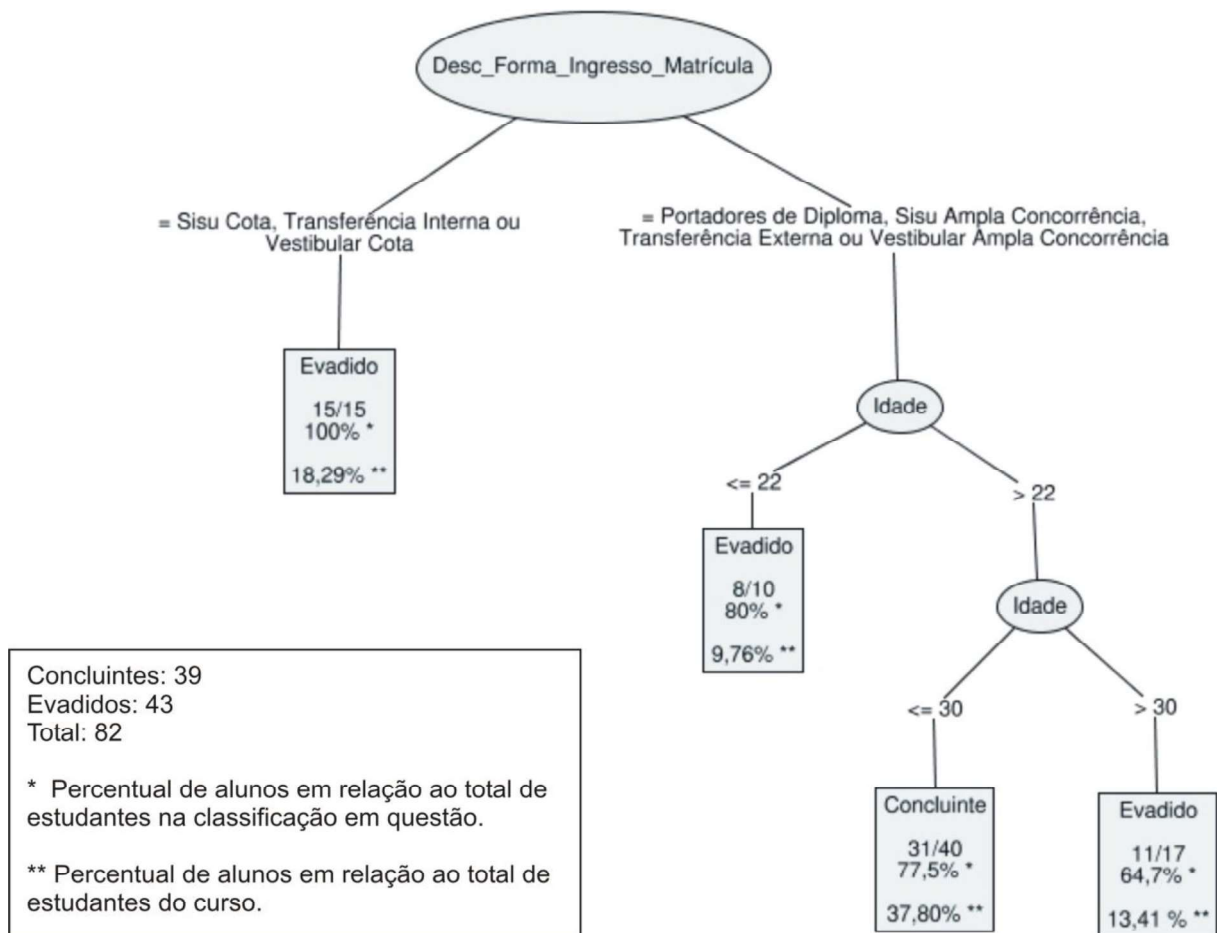 Desc_Forma_Ingresso_Matrícula
= Sisu Cota, Transferência Interna ou
Vestibular Cota
= Portadores de Diploma, Sisu Ampla Concorrência,
Transferência Externa ou Vestibular Ampla Concorrência
Evadido
15/15
100% *
18,29% **
Idade
<= 22
> 22
Evadido
8/10
80% *
9,76% **
Idade
<= 30
> 30
Concluinte
31/40
77,5% *
37,80% **
Evadido
11/17
64,7% *
13,41 % **
Concluintes: 39
Evadidos: 43
Total: 82
* Percentual de alunos em relação ao total de
estudantes na classificação em questão.
** Percentual de alunos em relação ao total de
estudantes do curso.